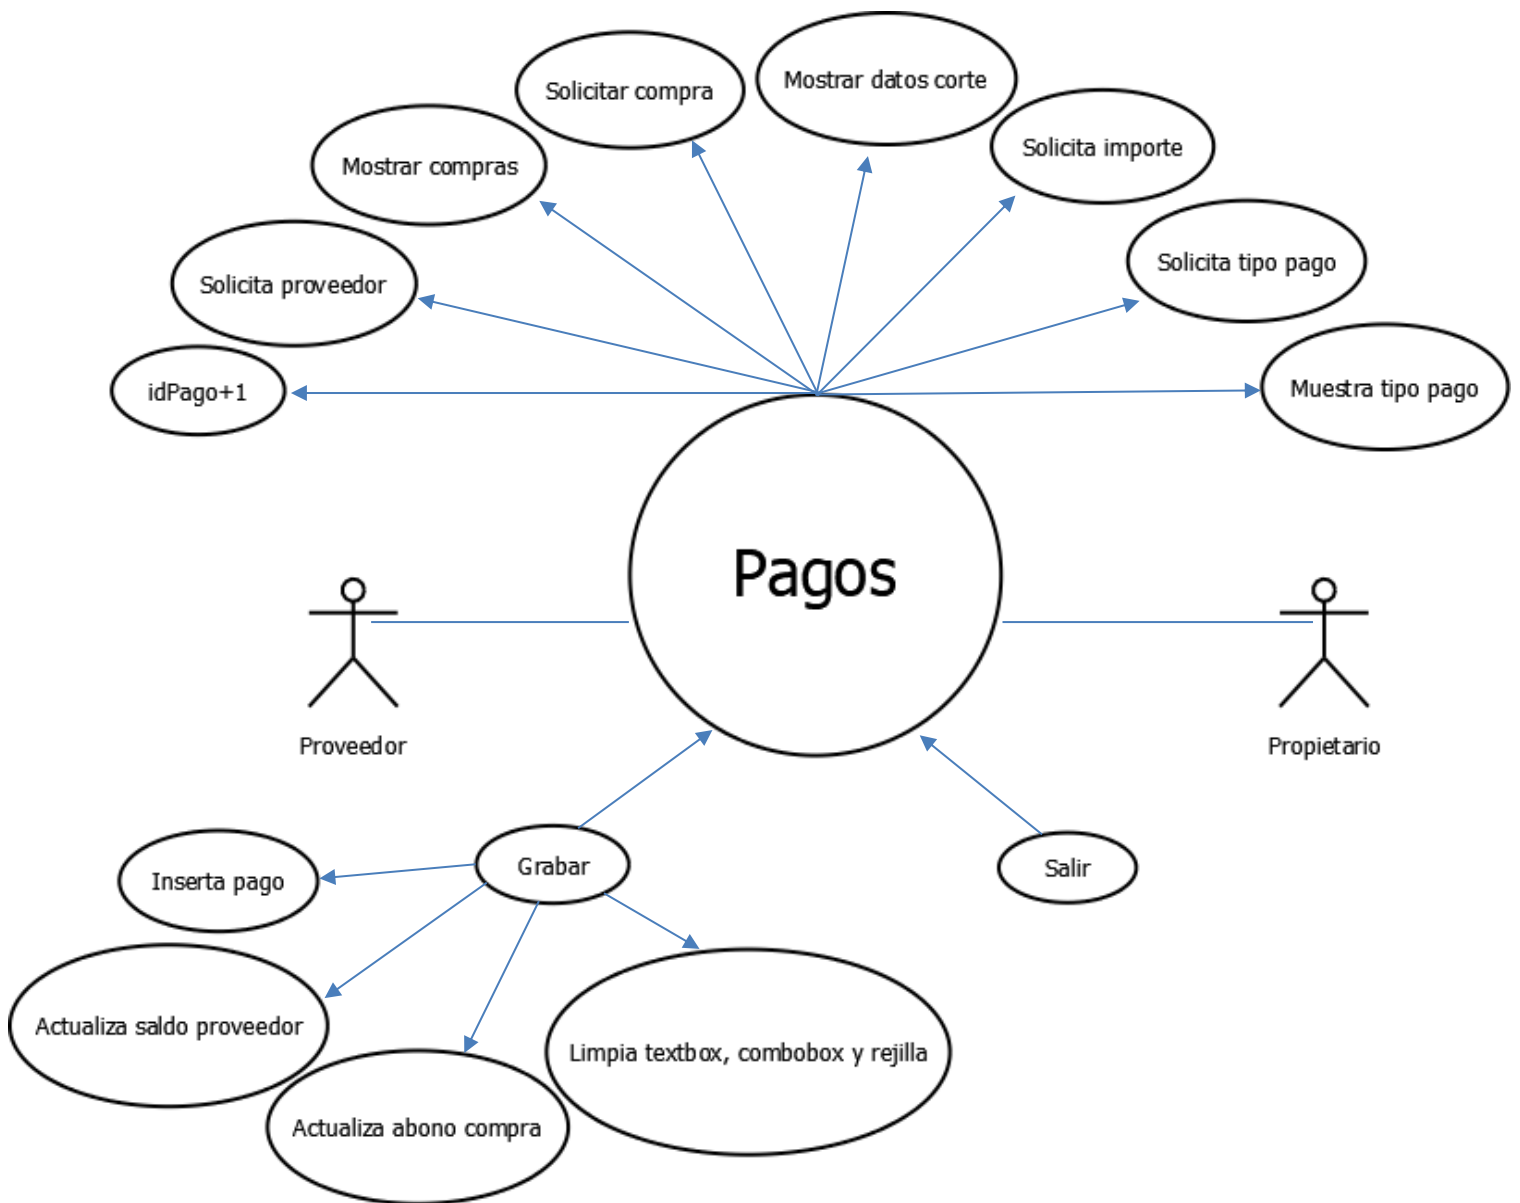 Mostrar datos corte
Solicitar compra
Solicita importe
Mostrar compras
Solicita tipo pago
Solicita proveedor
idPago+1
Muestra tipo pago
Pagos
Proveedor
Propietario
Grabar
Salir
Inserta pago
Actualiza saldo proveedor
Limpia textbox, combobox y rejilla
Actualiza abono compra